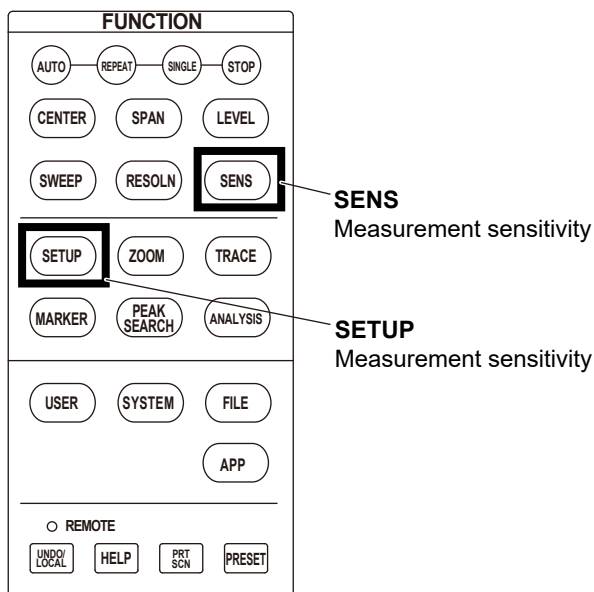 FUNCTION
AUTO REPEAT SINGLE STOP
CENTER SPAN LEVEL
SWEEP RESOLN SENS
SENS
Measurement sensitivity
SETUP ZOOM TRACE
MARKER PEAK SEARCH ANALYSIS
SETUP
Measurement sensitivity
USER SYSTEM FILE
APP
REMOTE
UNDO/LOCAL HELP PRT SCN PRESET